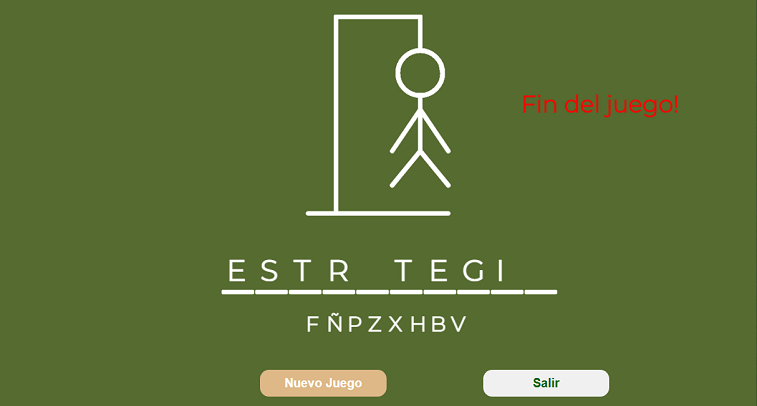 Fin del juego!
E S T R   T E G I
F Ñ P Z X H B V
Nuevo Juego
Salir